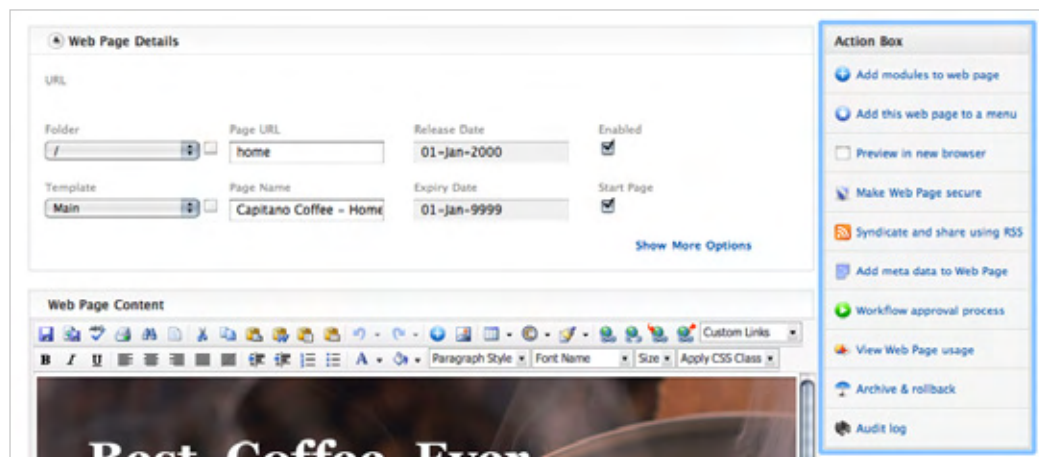 Web Page Details
URL
Folder Page URL Release Date Enabled
/ home 01-Jan-2000
Template Page Name Expiry Date Start Page
Main Capitano Coffee - Home 01-Jan-9999
Show More Options
Web Page Content
Custom Links
B I U A Paragraph Style Font Name Size Apply CSS Class
Best Coffee Ever
Action Box
Add modules to web page
Add this web page to a menu
Preview in new browser
Make Web Page secure
Syndicate and share using RSS
Add meta data to Web Page
Workflow approval process
View Web Page usage
Archive & rollback
Audit log